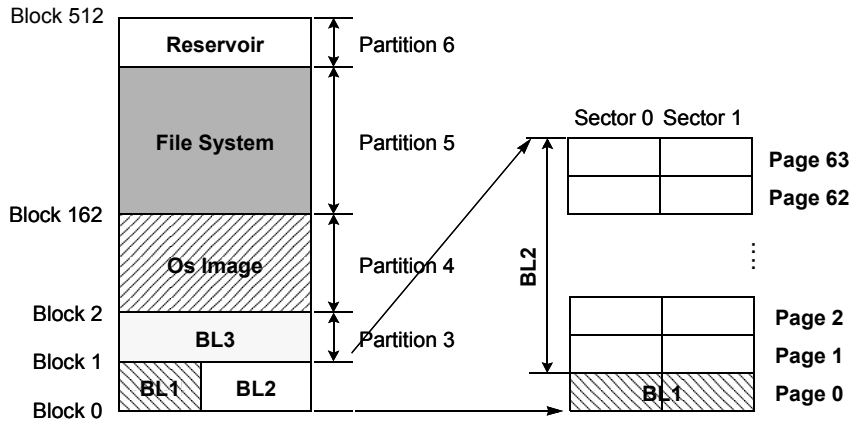 Block 512
Reservoir
Partition 6
File System
Partition 5
Block 162
Os Image
Partition 4
Block 2
BL3
Partition 3
Block 1
BL1
BL2
Block 0
Sector 0 Sector 1
Page 63
Page 62
BL2
Page 2
Page 1
BL1
Page 0